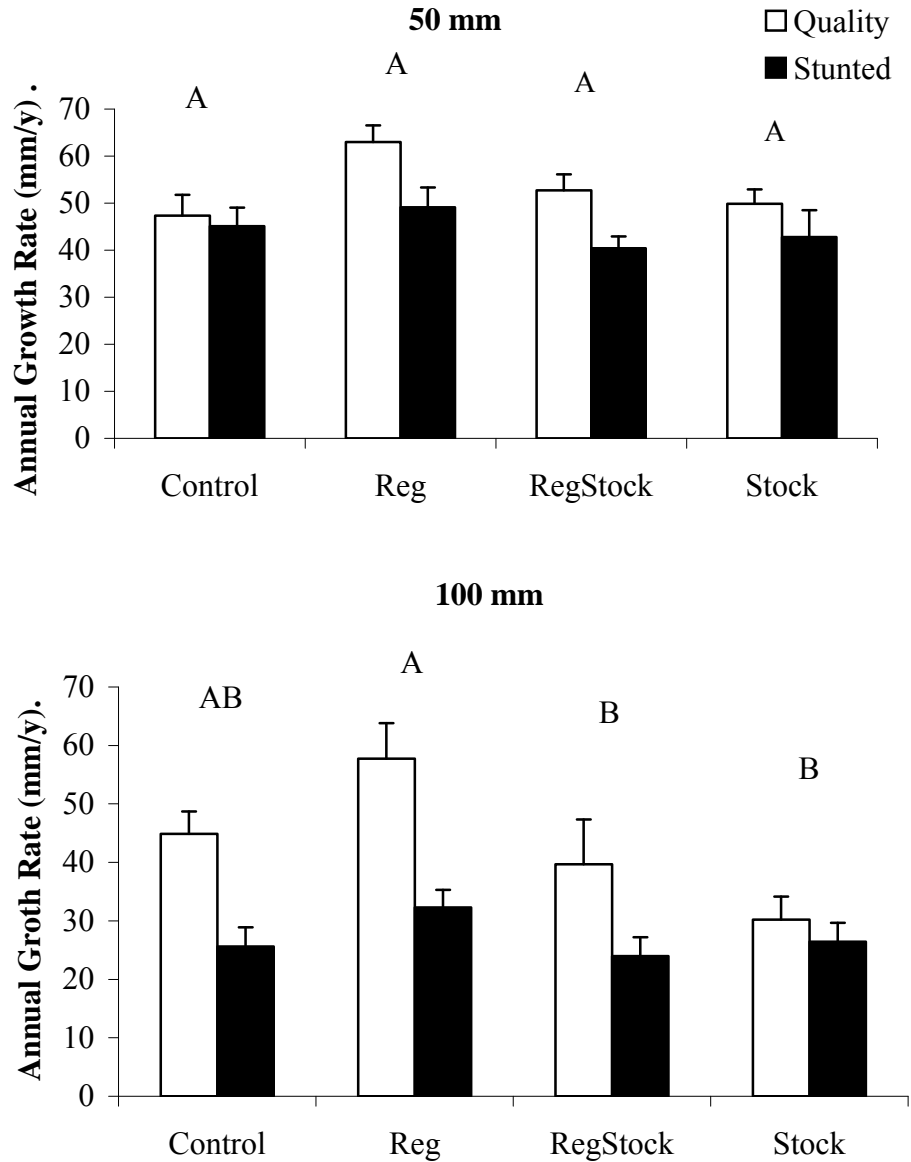 50 mm
Quality
Stunted
A
A
A
A
Annual Growth Rate (mm/y) .
70
60
50
40
30
20
10
0
Control
Reg
RegStock
Stock
100 mm
AB
A
B
B
Annual Groth Rate (mm/y).
70
60
50
40
30
20
10
0
Control
Reg
RegStock
Stock